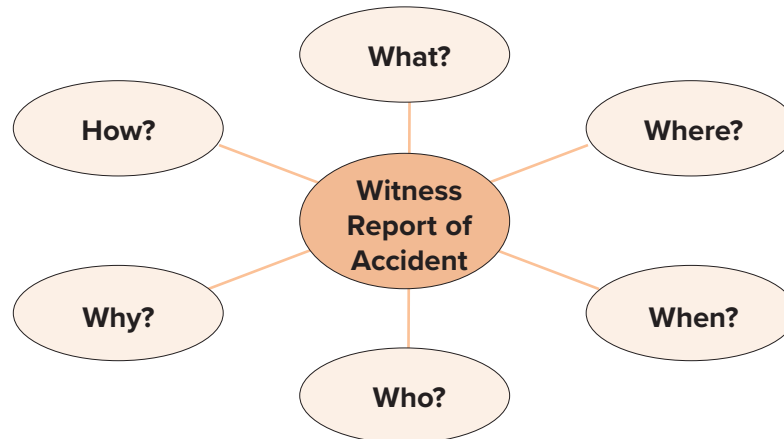 What?
How?
Where?
Witness
Report of
Accident
Why?
When?
Who?